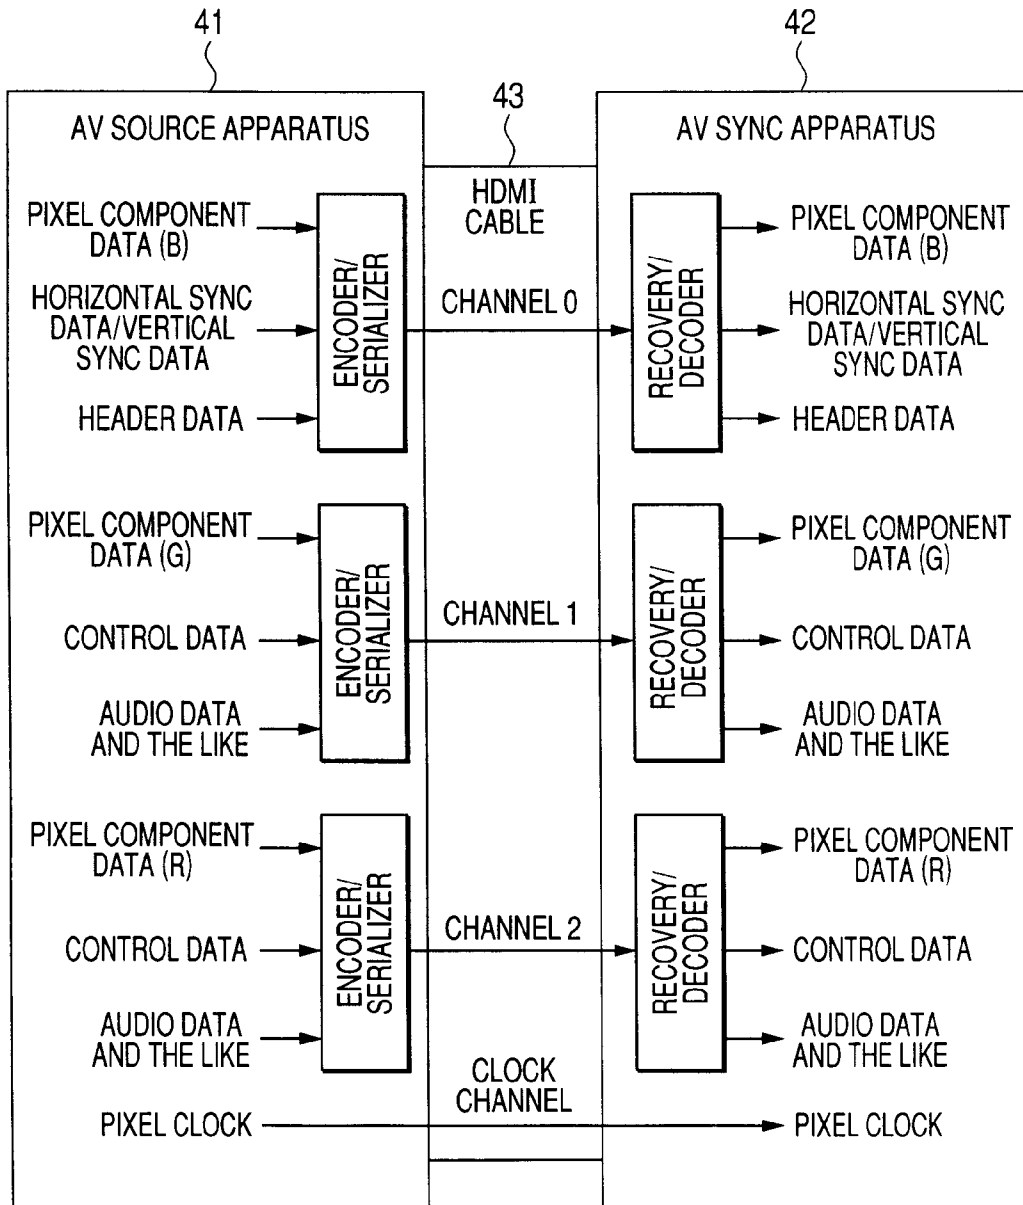 41
42
43
AV SOURCE APPARATUS
AV SYNC APPARATUS
HDMI
CABLE
PIXEL COMPONENT
DATA (B)
HORIZONTAL SYNC
DATA/VERTICAL
SYNC DATA
HEADER DATA
ENCODER/
SERIALIZER
CHANNEL 0
RECOVERY/
DECODER
PIXEL COMPONENT
DATA (B)
HORIZONTAL SYNC
DATA/VERTICAL
SYNC DATA
HEADER DATA
PIXEL COMPONENT
DATA (G)
CONTROL DATA
AUDIO DATA
AND THE LIKE
ENCODER/
SERIALIZER
CHANNEL 1
RECOVERY/
DECODER
PIXEL COMPONENT
DATA (G)
CONTROL DATA
AUDIO DATA
AND THE LIKE
PIXEL COMPONENT
DATA (R)
CONTROL DATA
AUDIO DATA
AND THE LIKE
ENCODER/
SERIALIZER
CHANNEL 2
RECOVERY/
DECODER
PIXEL COMPONENT
DATA (R)
CONTROL DATA
AUDIO DATA
AND THE LIKE
PIXEL CLOCK
CLOCK
CHANNEL
PIXEL CLOCK